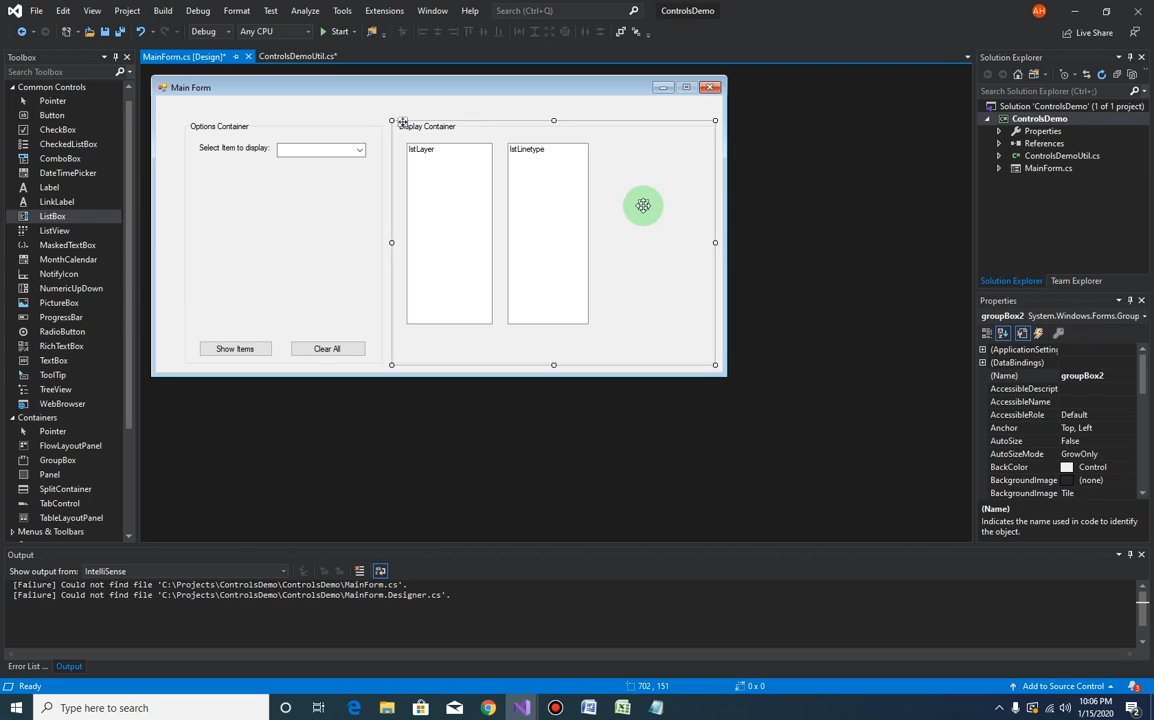 File Edit View Project Build Debug Format Test Analyze Tools Extensions Window Help Search (Ctrl+Q) ControlsDemo AH
Debug Any CPU Start Live Share
Toolbox
MainForm.cs [Design]* ControlsDemoUtil.cs*
Solution Explorer
Search Toolbox
Search Solution Explorer (Ctrl+;)
Common Controls
Pointer
Button
CheckBox
CheckedListBox
ComboBox
DateTimePicker
Label
LinkLabel
ListBox
ListView
MaskedTextBox
MonthCalendar
NotifyIcon
NumericUpDown
PictureBox
ProgressBar
RadioButton
RichTextBox
TextBox
ToolTip
TreeView
WebBrowser
Containers
Pointer
FlowLayoutPanel
GroupBox
Panel
SplitContainer
TabControl
TableLayoutPanel
Menus & Toolbars
Main Form
Options Container
Select Item to display:
Show Items Clear All
Display Container
lstLayer lstLinetype
Solution 'ControlsDemo' (1 of 1 project)
ControlsDemo
Properties
References
ControlsDemoUtil.cs
MainForm.cs
Solution Explorer Team Explorer
Properties
groupBox2 System.Windows.Forms.Group
(ApplicationSetting
(DataBindings)
(Name) groupBox2
AccessibleDescript
AccessibleName
AccessibleRole Default
Anchor Top, Left
AutoSize False
AutoSizeMode GrowOnly
BackColor Control
BackgroundImage (none)
BackgroundImage Tile
(Name)
Indicates the name used in code to identify
the object.
Output
Show output from: IntelliSense
[Failure] Could not find file 'C:\Projects\ControlsDemo\ControlsDemo\MainForm.cs'.
[Failure] Could not find file 'C:\Projects\ControlsDemo\ControlsDemo\MainForm.Designer.cs'.
Error List ... Output
Ready 702 , 151 0 x 0 Add to Source Control
Type here to search
10:06 PM
1/15/2020